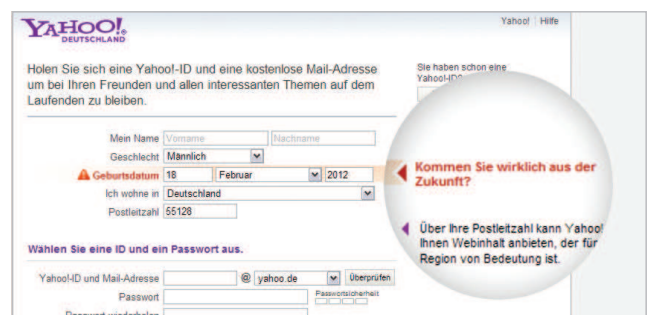 YAHOO!
DEUTSCHLAND
Yahoo! | Hilfe
Holen Sie sich eine Yahoo!-ID und eine kostenlose Mail-Adresse
um bei Ihren Freunden und allen interessanten Themen auf dem
Laufenden zu bleiben.
Sie haben schon eine
Yahoo!-ID?
Mein Name Vorname Nachname
Geschlecht Männlich
Geburtsdatum 18 Februar 2012
Kommen Sie wirklich aus der
Zukunft?
Ich wohne in Deutschland
Postleitzahl 55128
Über Ihre Postleitzahl kann Yahoo!
Ihnen Webinhalt anbieten, der für
Region von Bedeutung ist.
Wählen Sie eine ID und ein Passwort aus.
Yahoo!-ID und Mail-Adresse @ yahoo.de Überprüfen
Passwort Passwortsicherheit
Passwort wiederholen